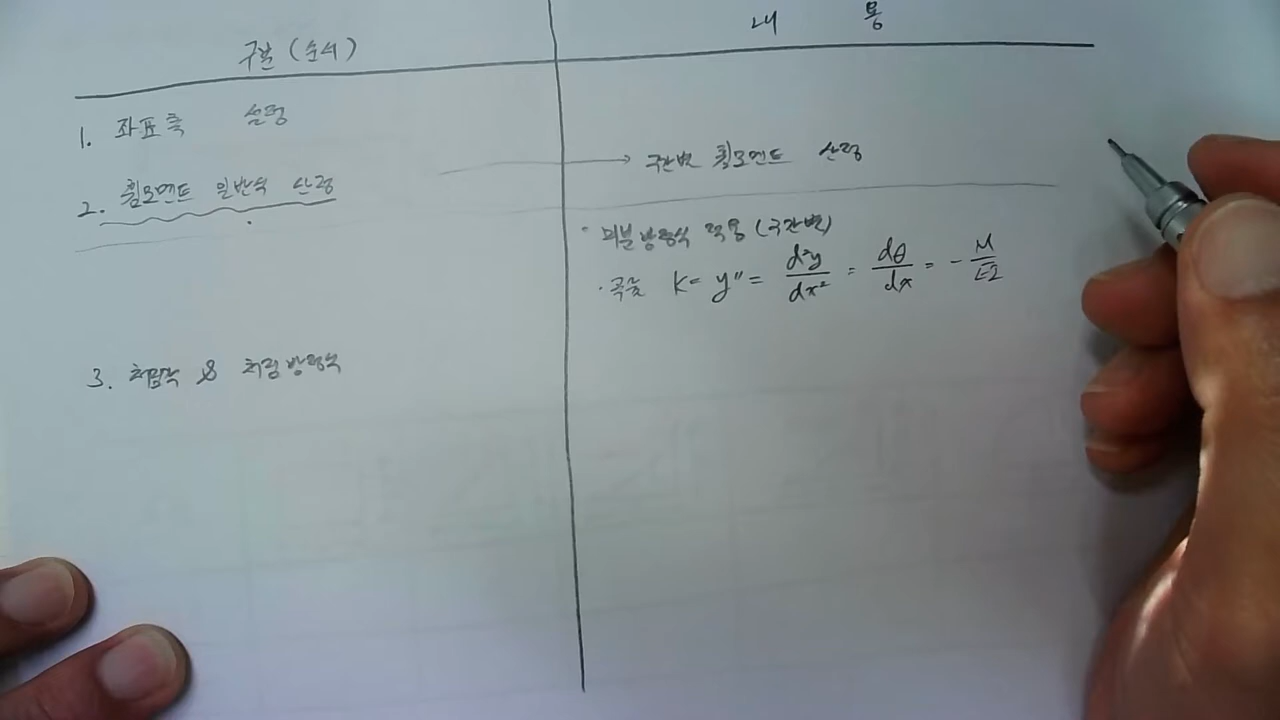 구분 (순서)
내 용
1. 좌표축 설정
2. 휨모멘트 일반식 산정
→ 구간별 휨모멘트 산정
· 미분방정식 적용 (구간별)
· 곡률 K = y'' = d²y/dx² = dθ/dx = - M/EI
3. 처짐각 & 처짐방정식